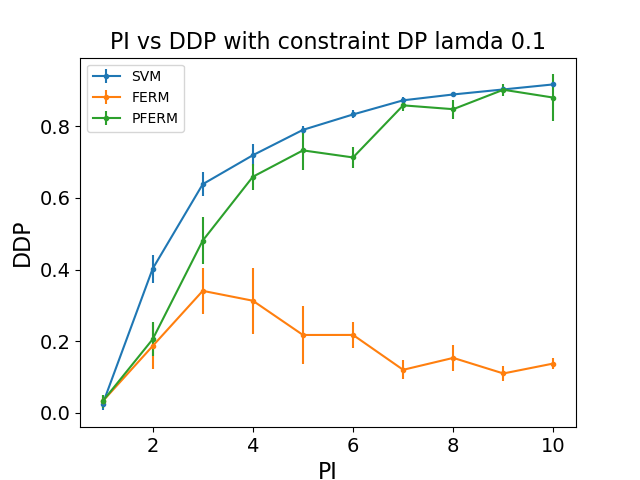 PI vs DDP with constraint DP lamda 0.1
SVM
FERM
PFERM
DDP
0.8
0.6
0.4
0.2
0.0
2 4 6 8 10
PI